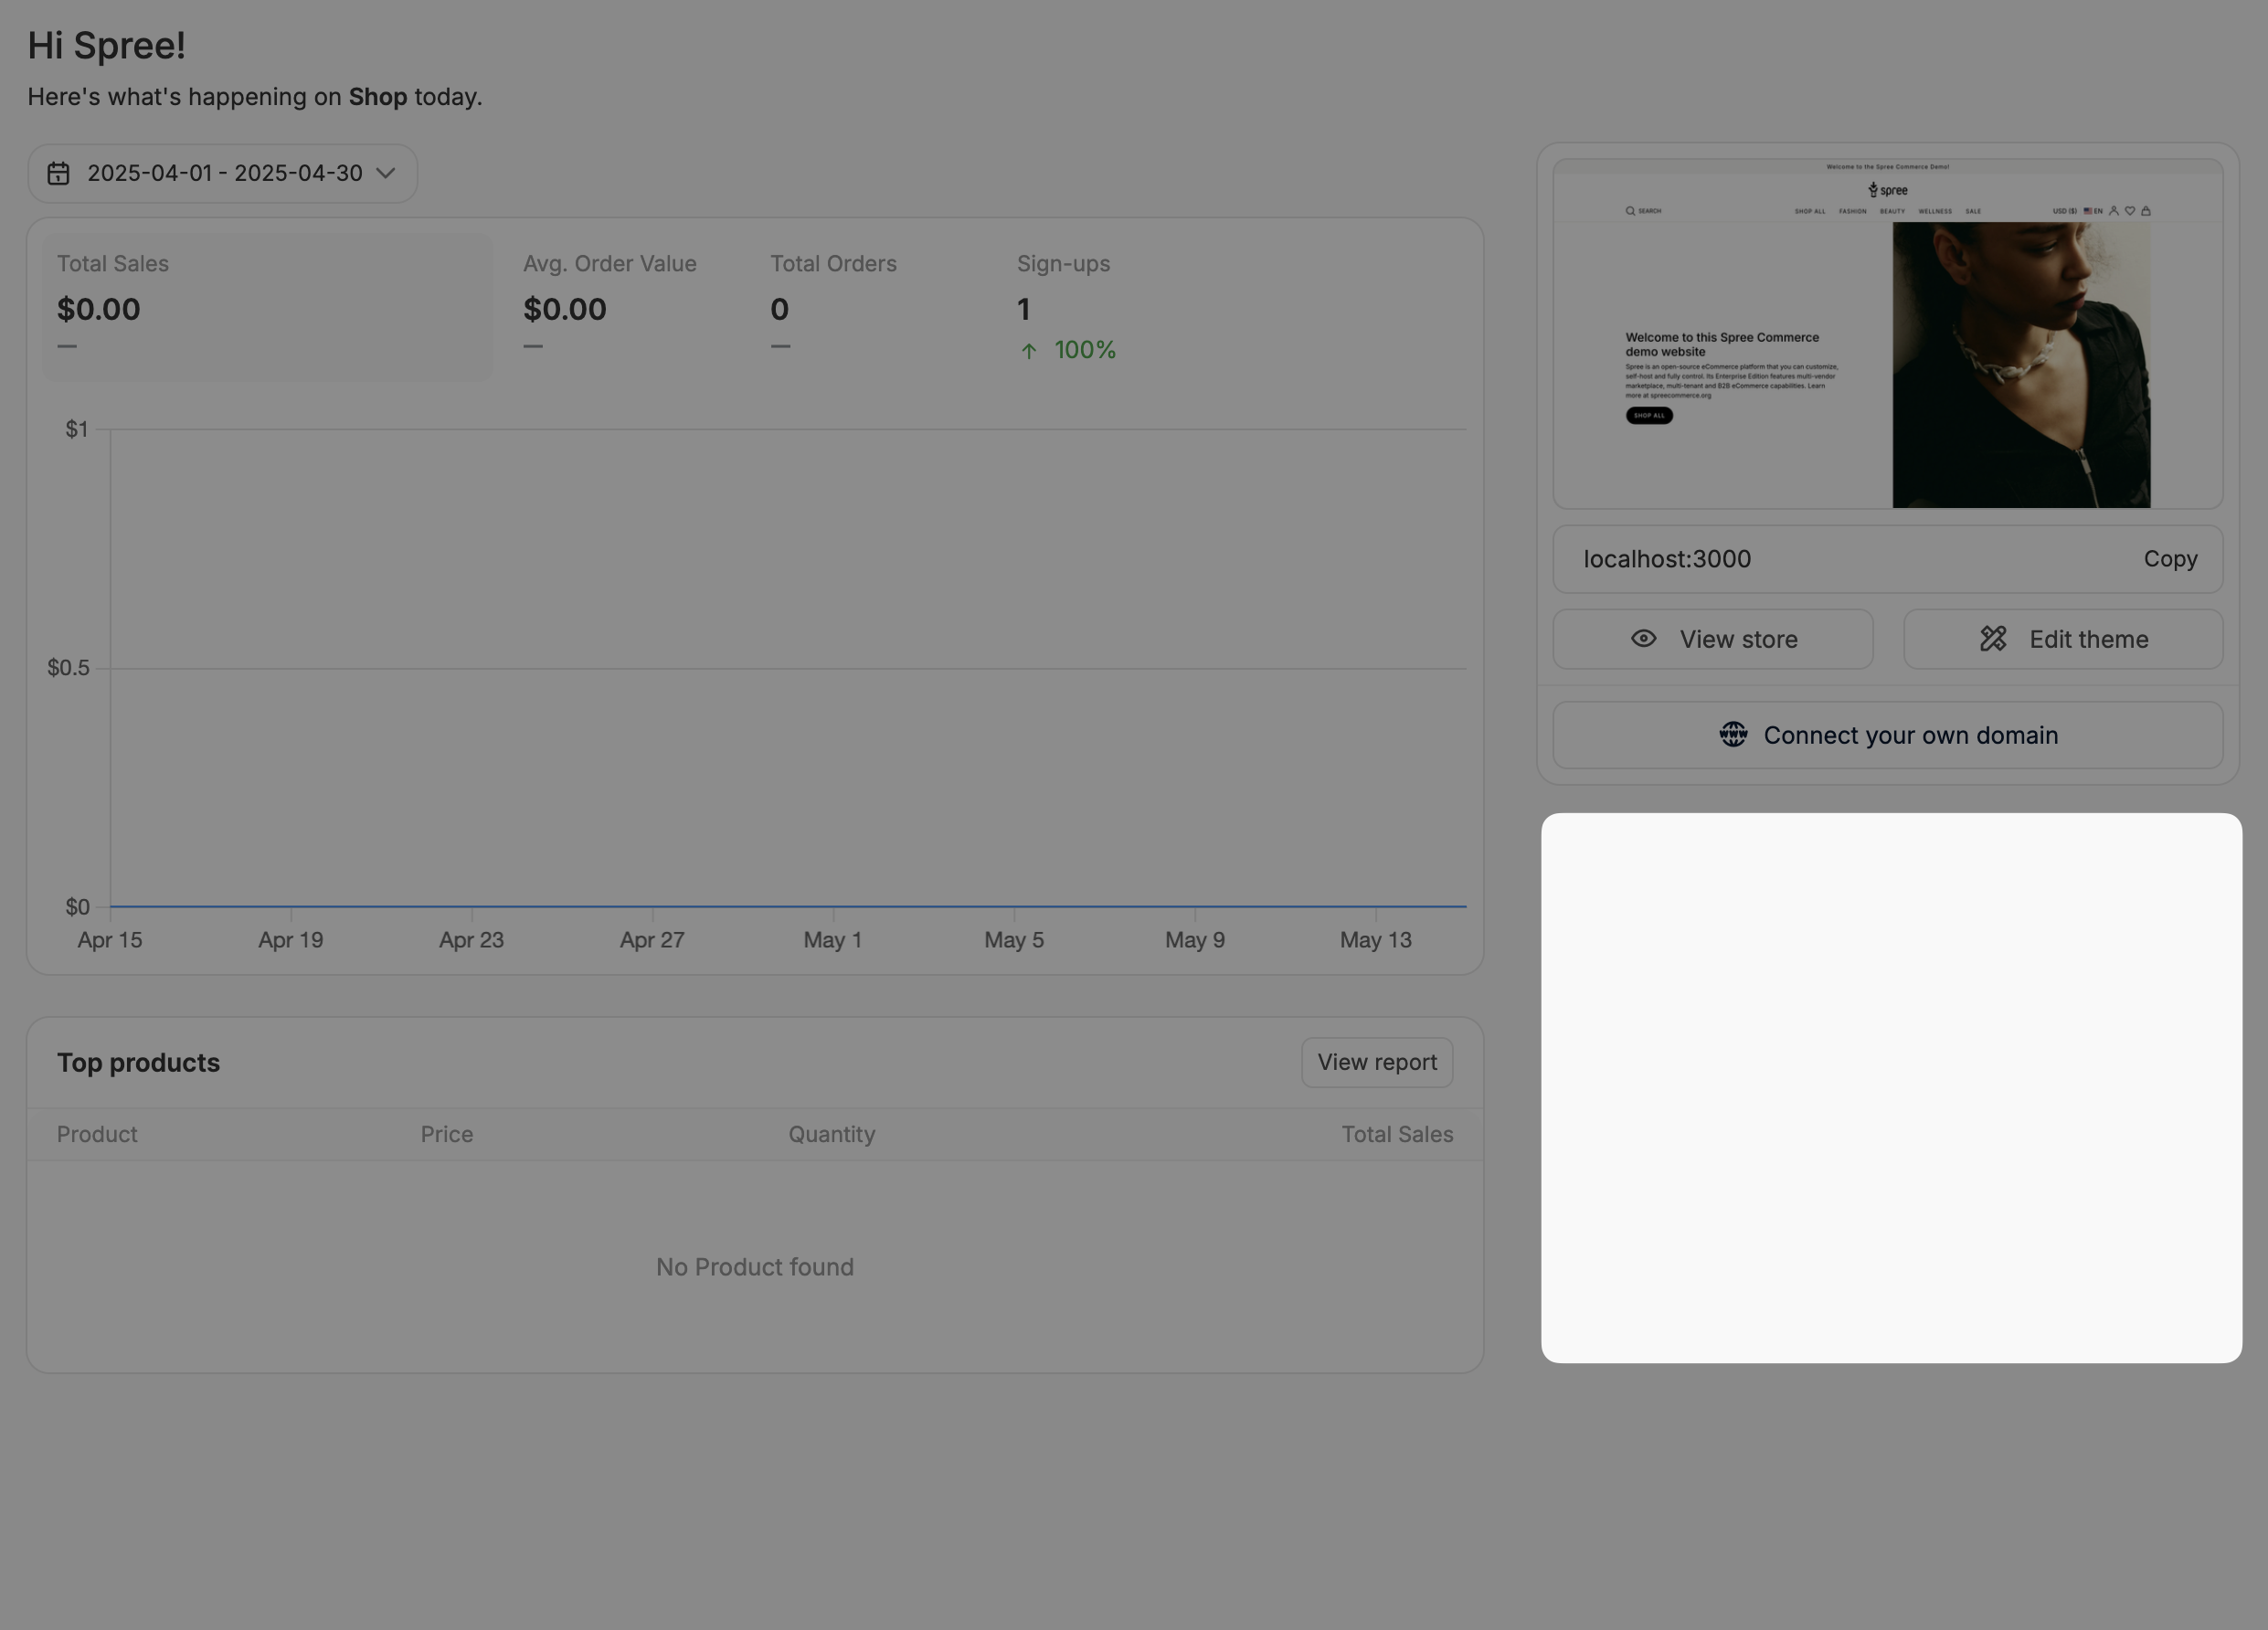 Hi Spree!
Here's what's happening on Shop today.
2025-04-01 - 2025-04-30
Total Sales
$0.00
—
Avg. Order Value
$0.00
—
Total Orders
0
—
Sign-ups
1
↑ 100%
$1
$0.5
$0
Apr 15 Apr 19 Apr 23 Apr 27 May 1 May 5 May 9 May 13
Top products
View report
Product Price Quantity Total Sales
No Product found
Welcome to the Spree Commerce Demo!
spree
SEARCH SHOP ALL FASHION BEAUTY WELLNESS SALE USD ($) EN
Welcome to this Spree Commerce
demo website
Spree is an open-source eCommerce platform that you can customize,
self-host and fully control. Its Enterprise Edition features multi-vendor
marketplace, multi-tenant and B2B eCommerce capabilities. Learn
more at spreecommerce.org
SHOP ALL
localhost:3000 Copy
View store Edit theme
Connect your own domain